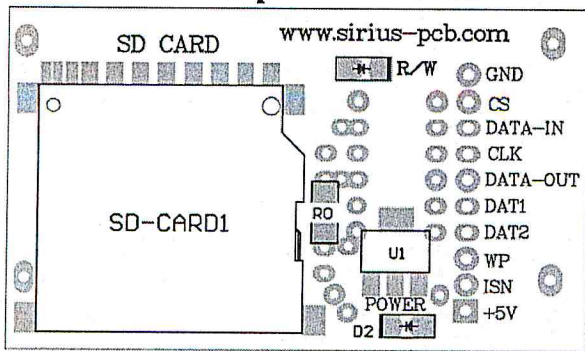 SD CARD
www.sirius-pcb.com
R/W
GND
CS
DATA-IN
CLK
DATA-OUT
DAT1
DAT2
WP
ISN
+5V
SD-CARD1
R0
U1
POWER
D2